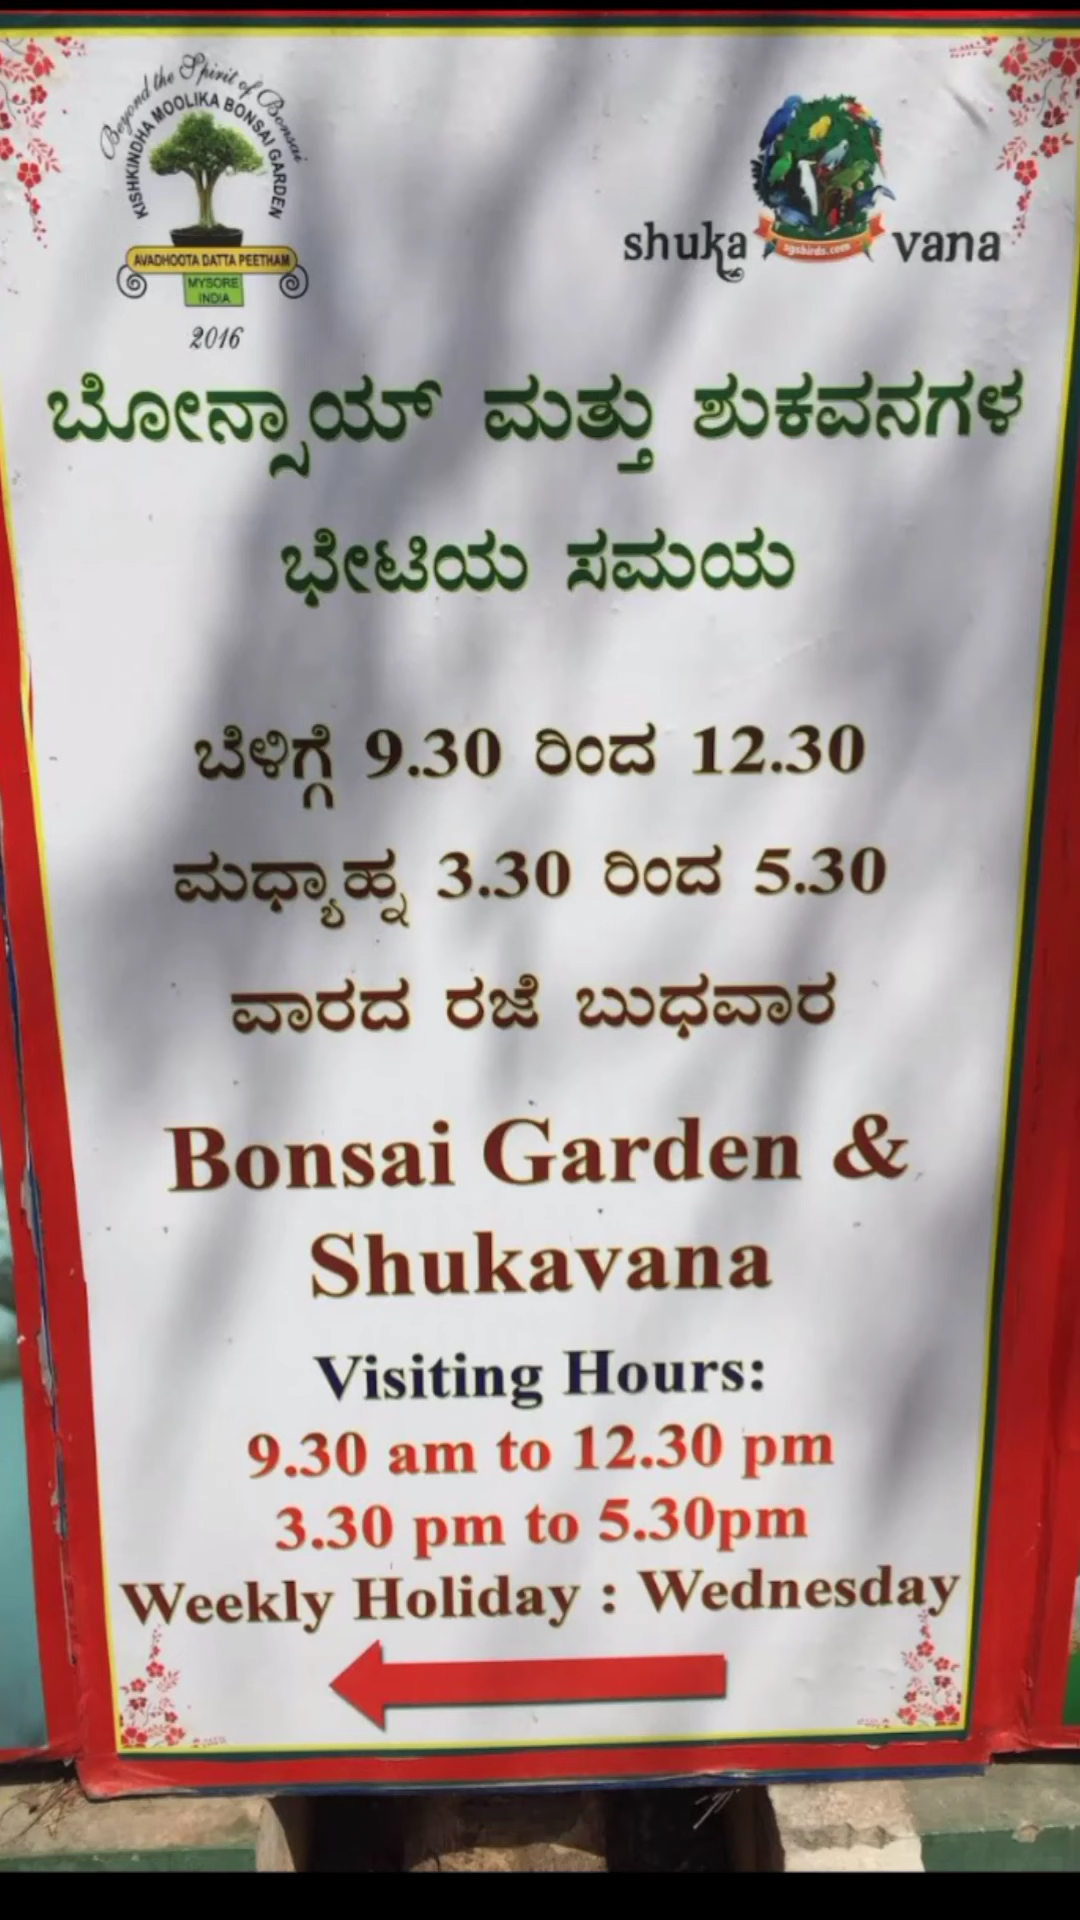 Beyond the Spirit of Bonsai
KISHKINDHA MOOLIKA BONSAI GARDEN
AVADHOOTA DATTA PEETHAM
MYSORE
INDIA
2016
shuka vana
sgsbirds.com
ಬೋನ್ಸಾಯ್ ಮತ್ತು ಶುಕವನಗಳ
ಭೇಟಿಯ ಸಮಯ
ಬೆಳಿಗ್ಗೆ 9.30 ರಿಂದ 12.30
ಮಧ್ಯಾಹ್ನ 3.30 ರಿಂದ 5.30
ವಾರದ ರಜೆ ಬುಧವಾರ
Bonsai Garden &
Shukavana
Visiting Hours:
9.30 am to 12.30 pm
3.30 pm to 5.30pm
Weekly Holiday : Wednesday